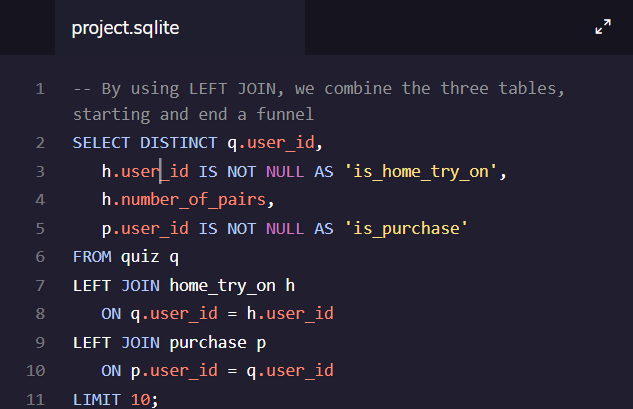 project.sqlite
1 -- By using LEFT JOIN, we combine the three tables,
starting and end a funnel
2 SELECT DISTINCT q.user_id,
3 h.user_id IS NOT NULL AS 'is_home_try_on',
4 h.number_of_pairs,
5 p.user_id IS NOT NULL AS 'is_purchase'
6 FROM quiz q
7 LEFT JOIN home_try_on h
8 ON q.user_id = h.user_id
9 LEFT JOIN purchase p
10 ON p.user_id = q.user_id
11 LIMIT 10;